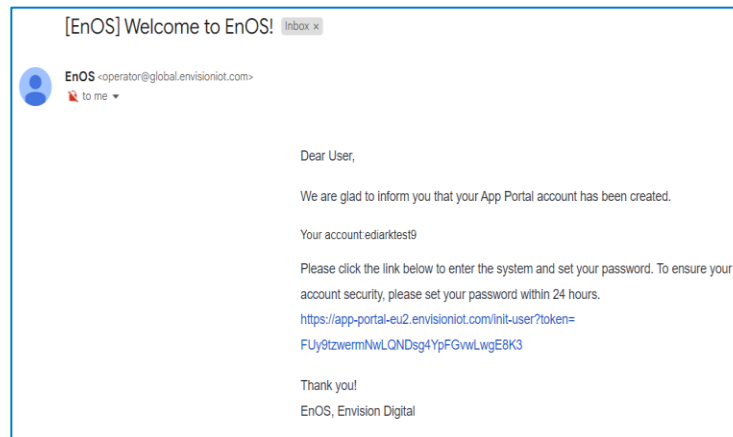 [EnOS] Welcome to EnOS! Inbox ×
EnOS <operator@global.envisioniot.com>
to me
Dear User,
We are glad to inform you that your App Portal account has been created.
Your account:ediarktest9
Please click the link below to enter the system and set your password. To ensure your
account security, please set your password within 24 hours.
https://app-portal-eu2.envisioniot.com/init-user?token=
FUy9tzwermNwLQNDsg4YpFGvwLwgE8K3
Thank you!
EnOS, Envision Digital